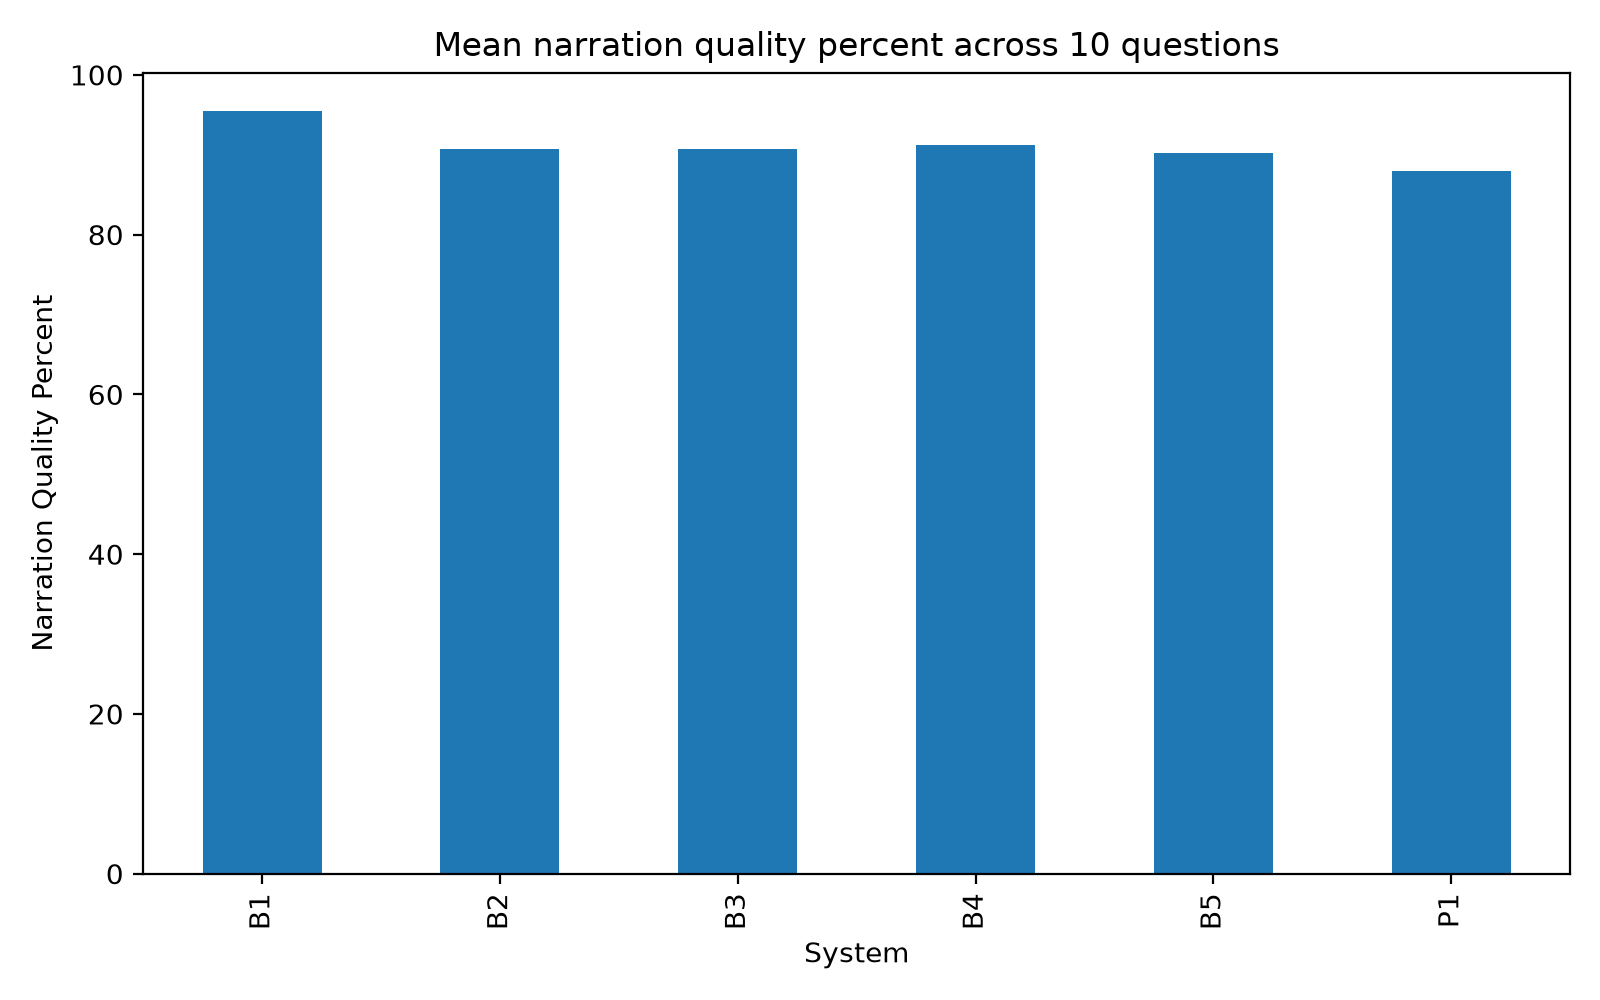 Mean narration quality percent across 10 questions
Narration Quality Percent
100
80
60
40
20
0
B1
B2
B3
B4
B5
P1
System